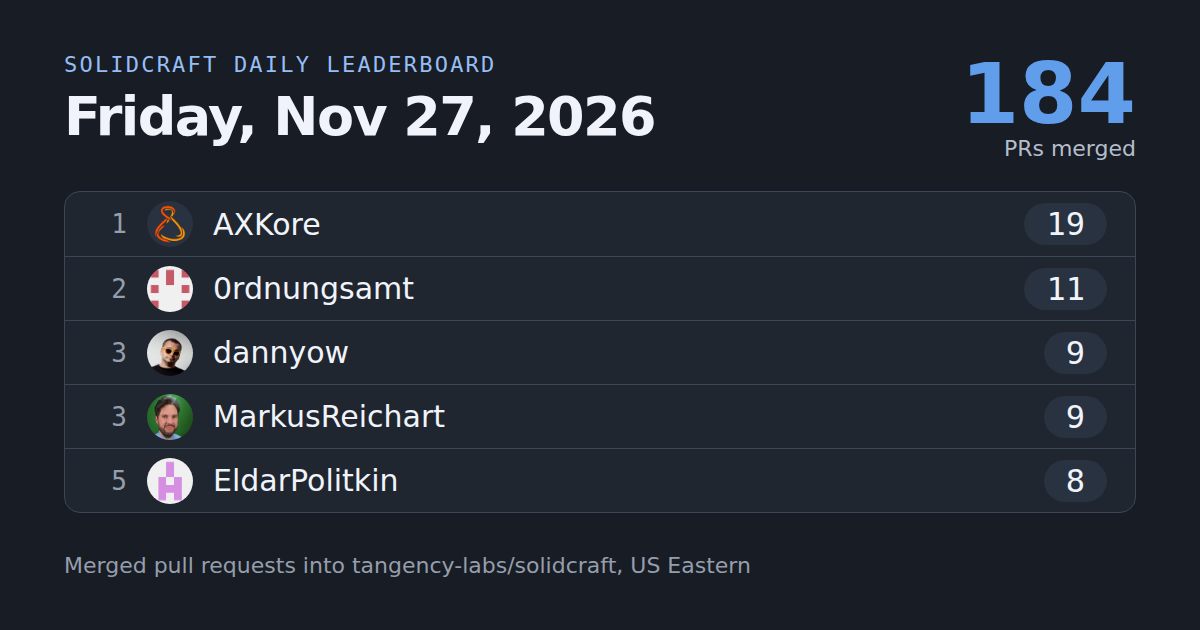 SOLIDCRAFT DAILY LEADERBOARD
Friday, Nov 27, 2026
184
PRs merged
1 AXKore 19
2 0rdnungsamt 11
3 dannyow 9
3 MarkusReichart 9
5 EldarPolitkin 8
Merged pull requests into tangency-labs/solidcraft, US Eastern